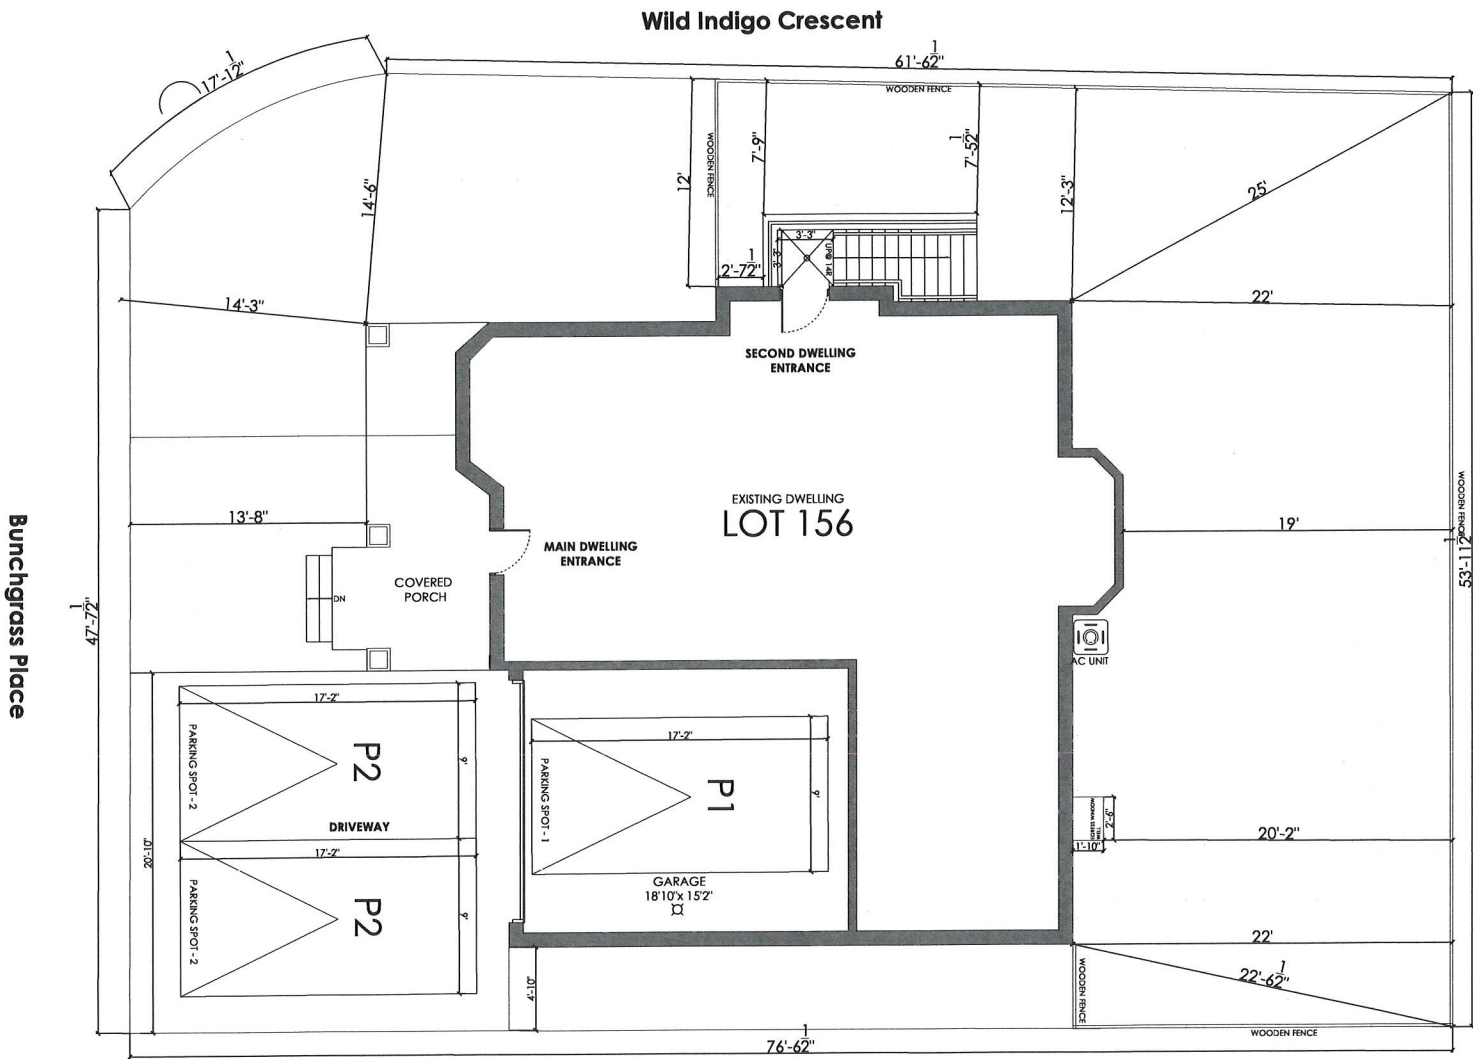 Wild Indigo Crescent
17'-1 1/2"
61'-6 1/2"
WOODEN FENCE
WOODEN FENCE
7'-9"
7'-5 1/2"
12'
14'-6"
12'-3"
25'
3'-3"
3'-3"
UP@ 14R
2'-7 1/2"
14'-3"
22'
SECOND DWELLING
ENTRANCE
EXISTING DWELLING
LOT 156
13'-8"
19'
WOODEN FENCE
53'-11 1/2"
MAIN DWELLING
ENTRANCE
COVERED
PORCH
DN
Bunchgrass Place
47'-7 1/2"
AC UNIT
17'-2"
P2
9'
PARKING SPOT - 2
DRIVEWAY
17'-2"
P2
9'
PARKING SPOT - 2
20'-10"
17'-2"
P1
9'
PARKING SPOT - 1
GARAGE
18'10"x 15'2"
2'-6"
1'-10"
20'-2"
22'
22'-6 1/2"
WOODEN FENCE
4'-10"
WOODEN FENCE
76'-6 1/2"